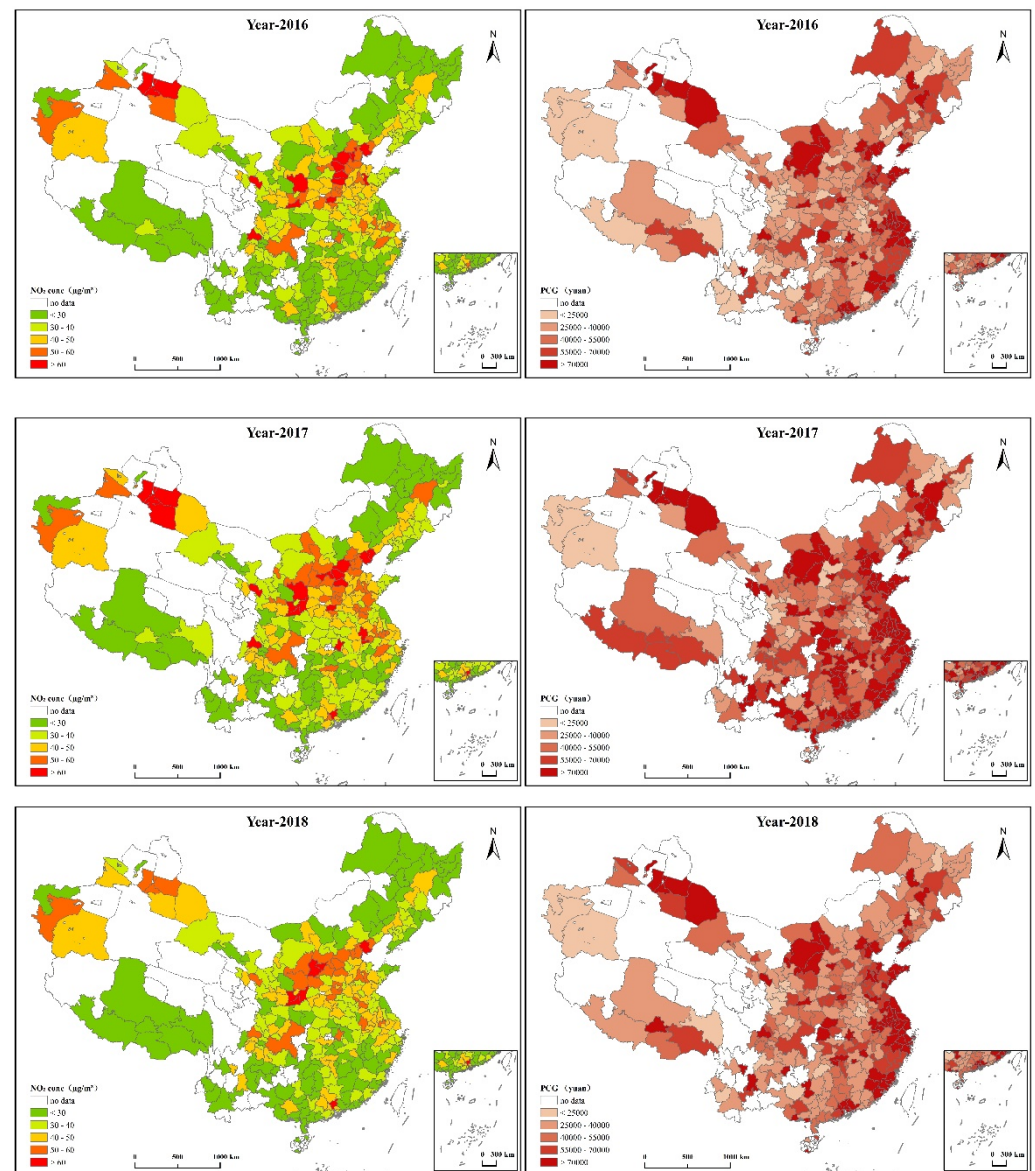 Year-2016
N
NO₂ conc (μg/m³)
no data
< 30
30 - 40
40 - 50
50 - 60
> 60
0 500 1000 km
0 300 km
Year-2016
N
PCG (yuan)
no data
< 25000
25000 - 40000
40000 - 55000
55000 - 70000
> 70000
0 500 1000 km
0 300 km
Year-2017
N
NO₂ conc (μg/m³)
no data
< 30
30 - 40
40 - 50
50 - 60
> 60
0 500 1000 km
0 300 km
Year-2017
N
PCG (yuan)
no data
< 25000
25000 - 40000
40000 - 55000
55000 - 70000
> 70000
0 500 1000 km
0 300 km
Year-2018
N
NO₂ conc (μg/m³)
no data
< 30
30 - 40
40 - 50
50 - 60
> 60
0 500 1000 km
0 300 km
Year-2018
N
PCG (yuan)
no data
< 25000
25000 - 40000
40000 - 55000
55000 - 70000
> 70000
0 500 1000 km
0 300 km